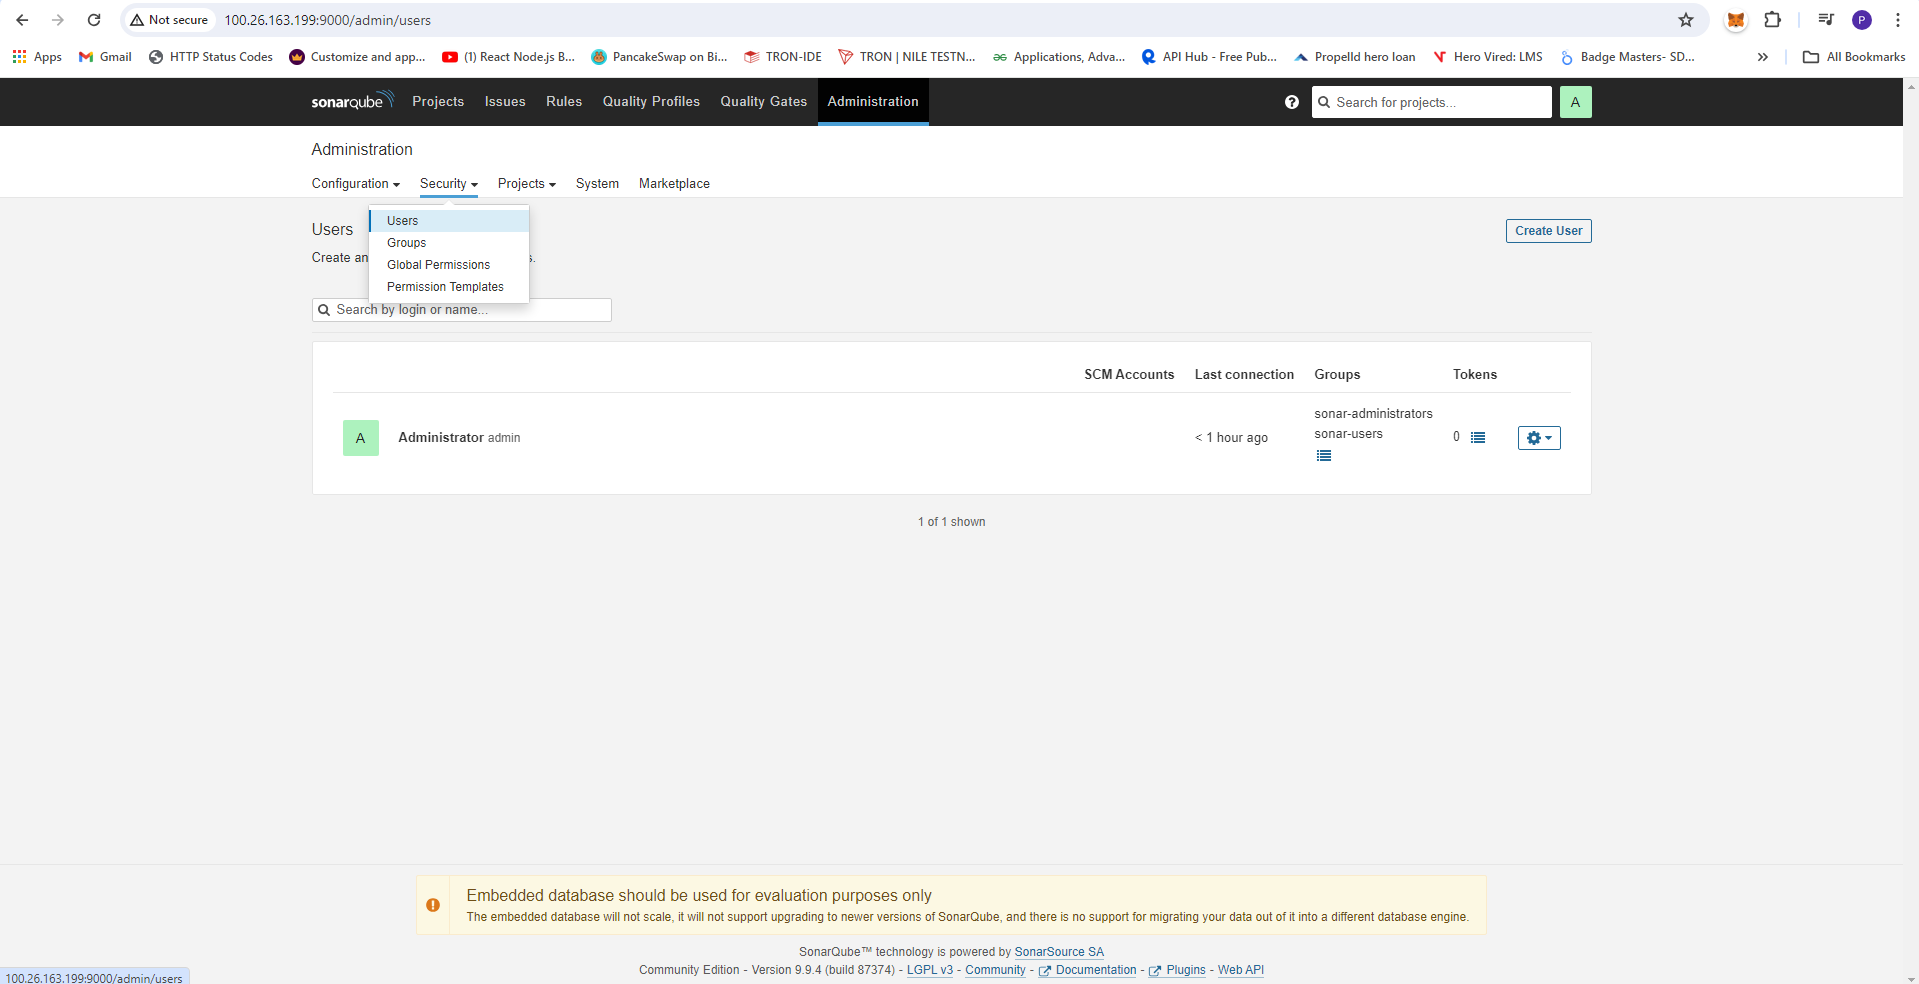 Not secure 100.26.163.199:9000/admin/users P
Apps Gmail HTTP Status Codes Customize and app... (1) React Node.js B... PancakeSwap on Bi... TRON-IDE TRON | NILE TESTN... Applications, Adva... API Hub - Free Pub... Propelld hero loan Hero Vired: LMS Badge Masters- SD... All Bookmarks
sonarqube Projects Issues Rules Quality Profiles Quality Gates Administration Search for projects... A
Administration
Configuration Security Projects System Marketplace
Users
Groups
Global Permissions
Permission Templates
Users Create User
Create an s.
Search by login or name...
SCM Accounts Last connection Groups Tokens
A Administrator admin < 1 hour ago sonar-administrators
sonar-users 0
1 of 1 shown
Embedded database should be used for evaluation purposes only
The embedded database will not scale, it will not support upgrading to newer versions of SonarQube, and there is no support for migrating your data out of it into a different database engine.
SonarQube™ technology is powered by SonarSource SA
Community Edition - Version 9.9.4 (build 87374) - LGPL v3 - Community - Documentation - Plugins - Web API
100.26.163.199:9000/admin/users